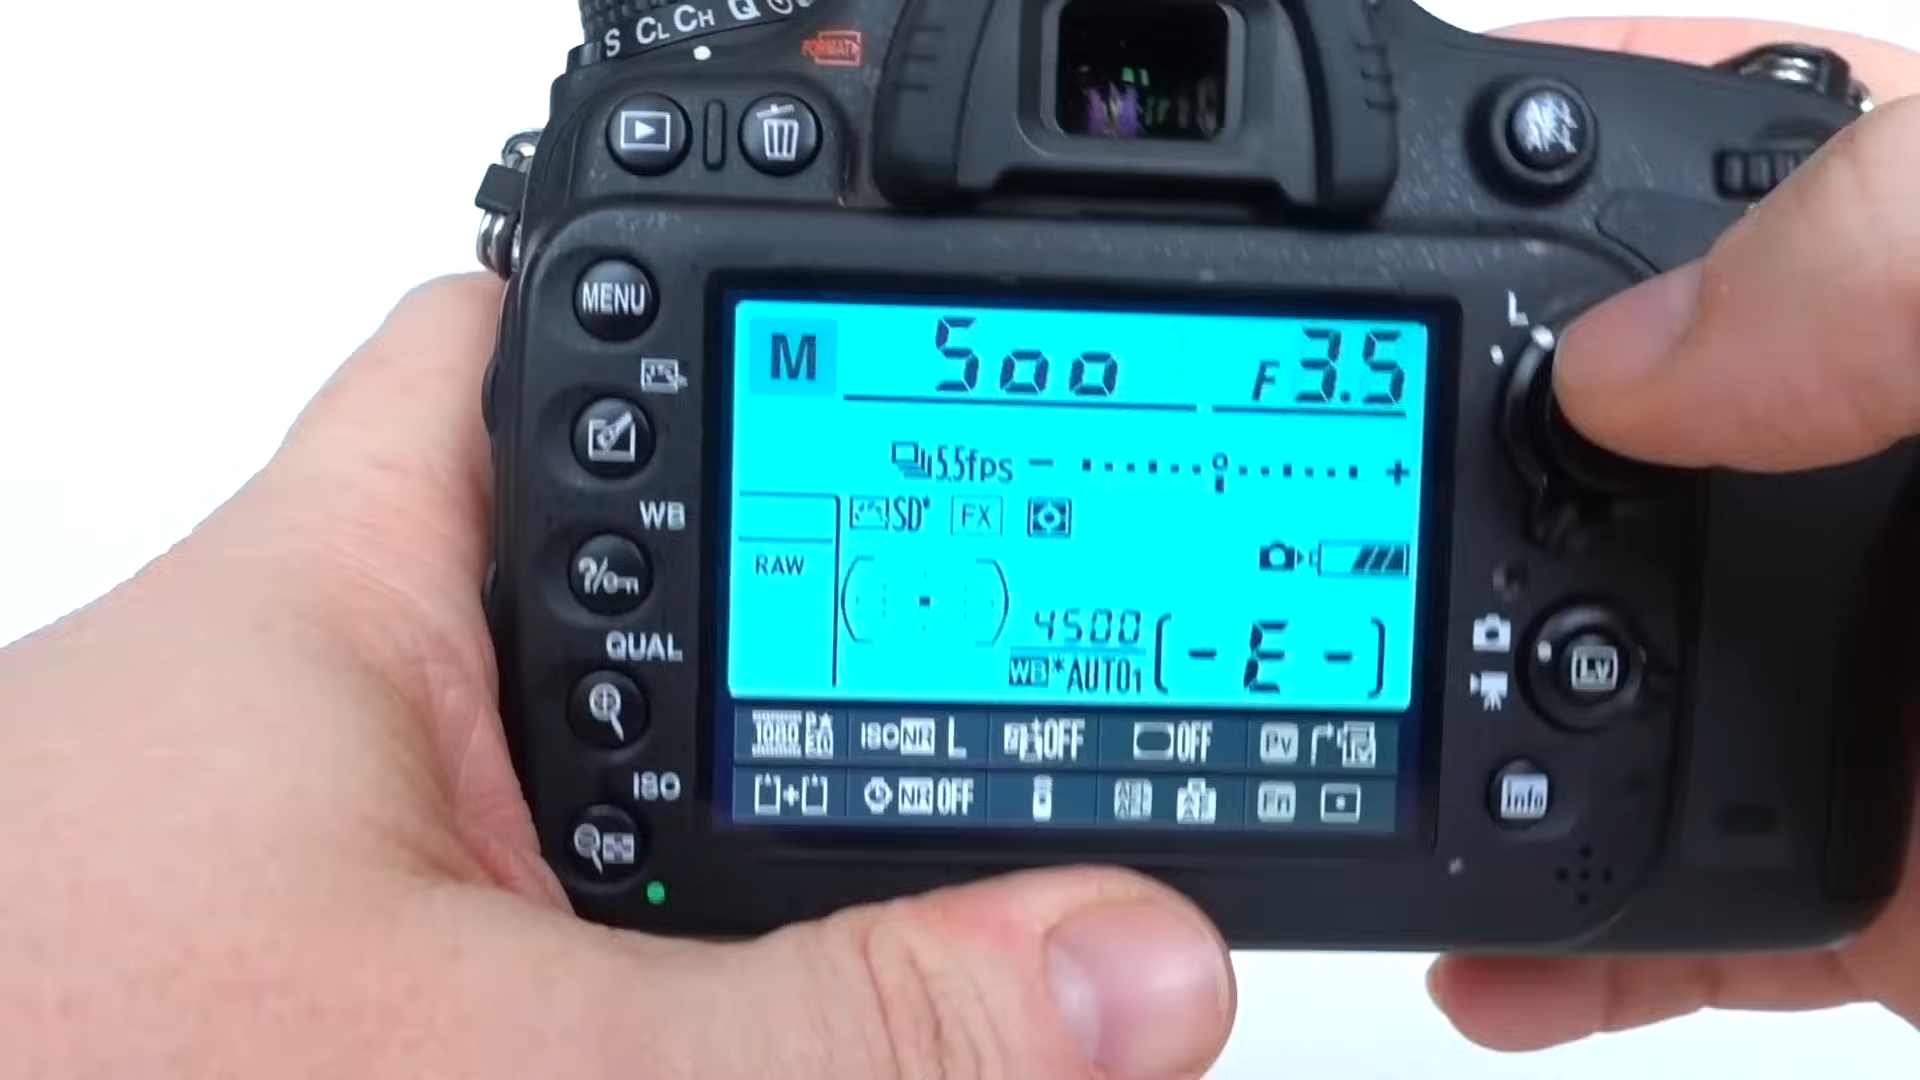 S CL CH Q
FORMAT
MENU
L
M 500 F3.5
5.5fps - +
SD* FX
WB
RAW
4500
WB*AUTO1 [-E-]
QUAL
Lv
1080 ISO NR L OFF OFF Pv
ISO
NR OFF Fn
Info
?/